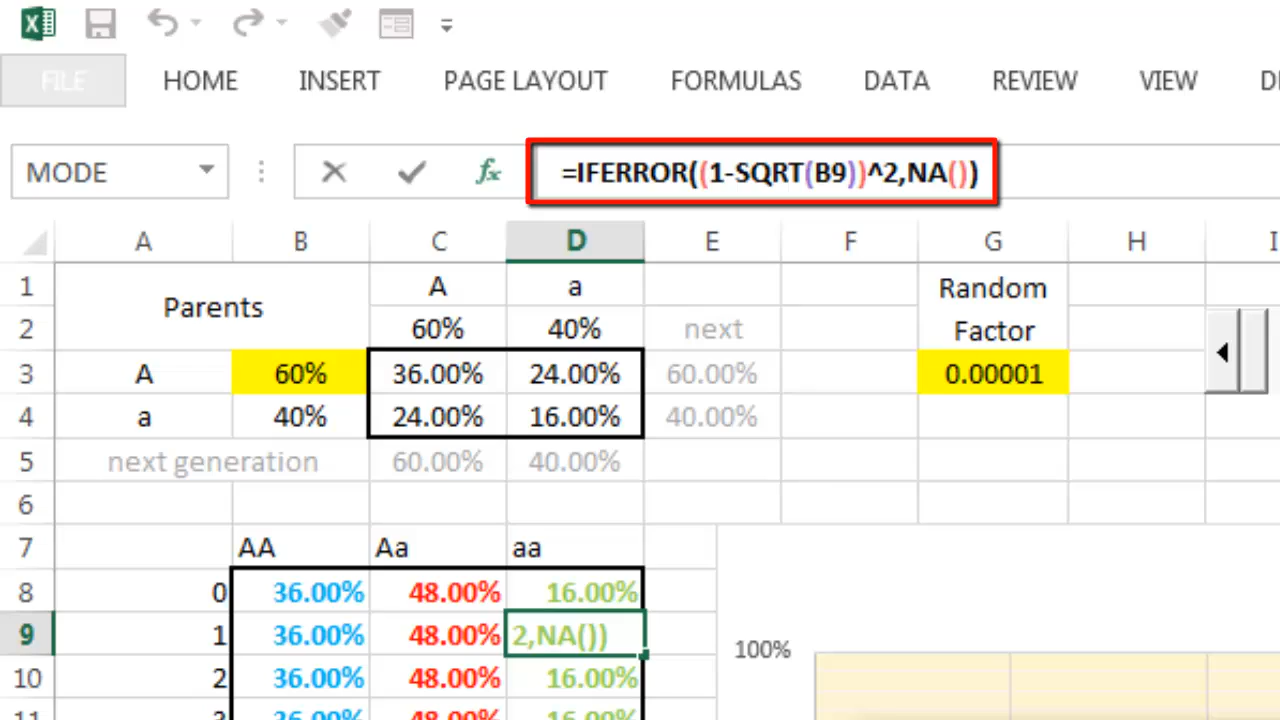 FILE HOME INSERT PAGE LAYOUT FORMULAS DATA REVIEW VIEW
MODE fx =IFERROR((1-SQRT(B9))^2,NA())
A B C D E F G H I
1 Parents A a Random
2 60% 40% next Factor
3 A 60% 36.00% 24.00% 60.00% 0.00001
4 a 40% 24.00% 16.00% 40.00%
5 next generation 60.00% 40.00%
6
7 AA Aa aa
8 0 36.00% 48.00% 16.00%
9 1 36.00% 48.00% 2,NA())
100%
10 2 36.00% 48.00% 16.00%